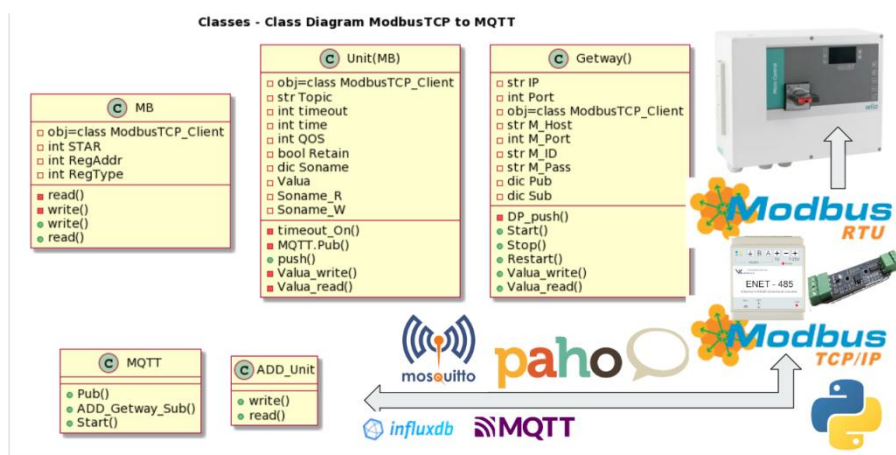 Classes - Class Diagram ModbusTCP to MQTT
C MB
obj=class ModbusTCP_Client
int STAR
int RegAddr
int RegType
read()
write()
write()
read()
C Unit(MB)
obj=class ModbusTCP_Client
str Topic
int timeout
int time
int QOS
bool Retain
dic Soname
Valua
Soname_R
Soname_W
timeout_On()
MQTT.Pub()
push()
Valua_write()
Valua_read()
C Getway()
str IP
int Port
obj=class ModbusTCP_Client
str M_Host
int M_Port
str M_ID
str M_Pass
dic Pub
dic Sub
DP_push()
Start()
Stop()
Restart()
Valua_write()
Valua_read()
Modbus
RTU
ENET - 485
Modbus
TCP/IP
C MQTT
Pub()
ADD_Getway_Sub()
Start()
C ADD_Unit
write()
read()
mosquitto
paho
influxdb
MQTT